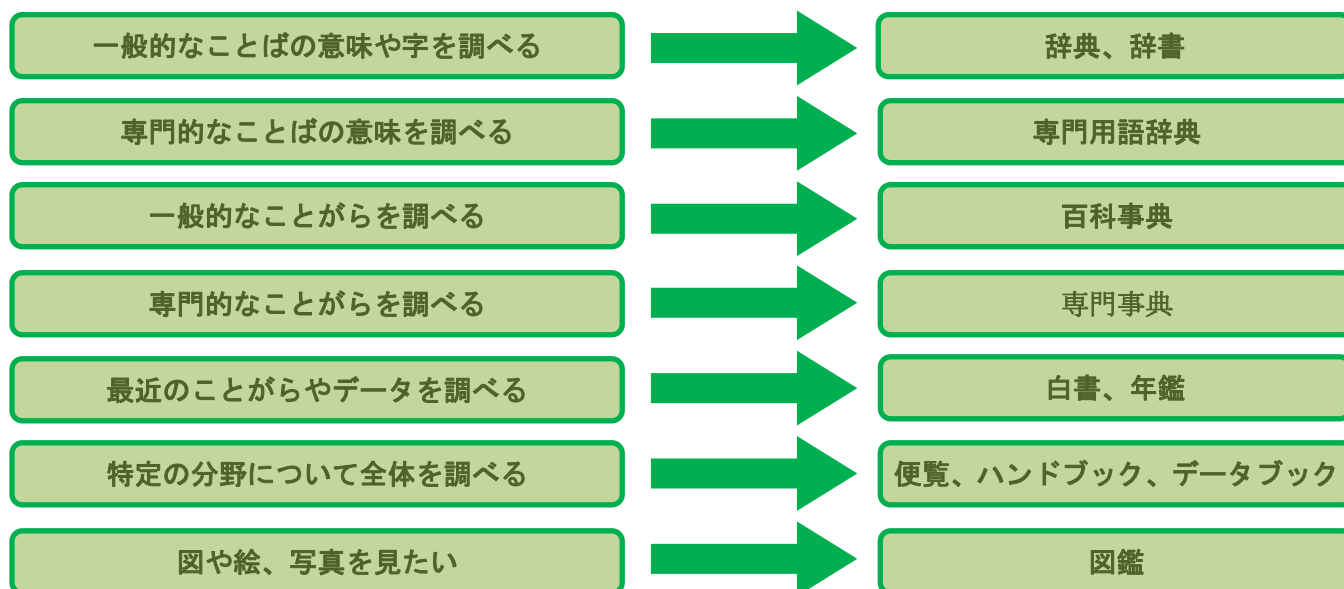 一般的なことばの意味や字を調べる
辞典、辞書
専門的なことばの意味を調べる
専門用語辞典
一般的なことがらを調べる
百科事典
専門的なことがらを調べる
専門事典
最近のことがらやデータを調べる
白書、年鑑
特定の分野について全体を調べる
便覧、ハンドブック、データブック
図や絵、写真を見たい
図鑑